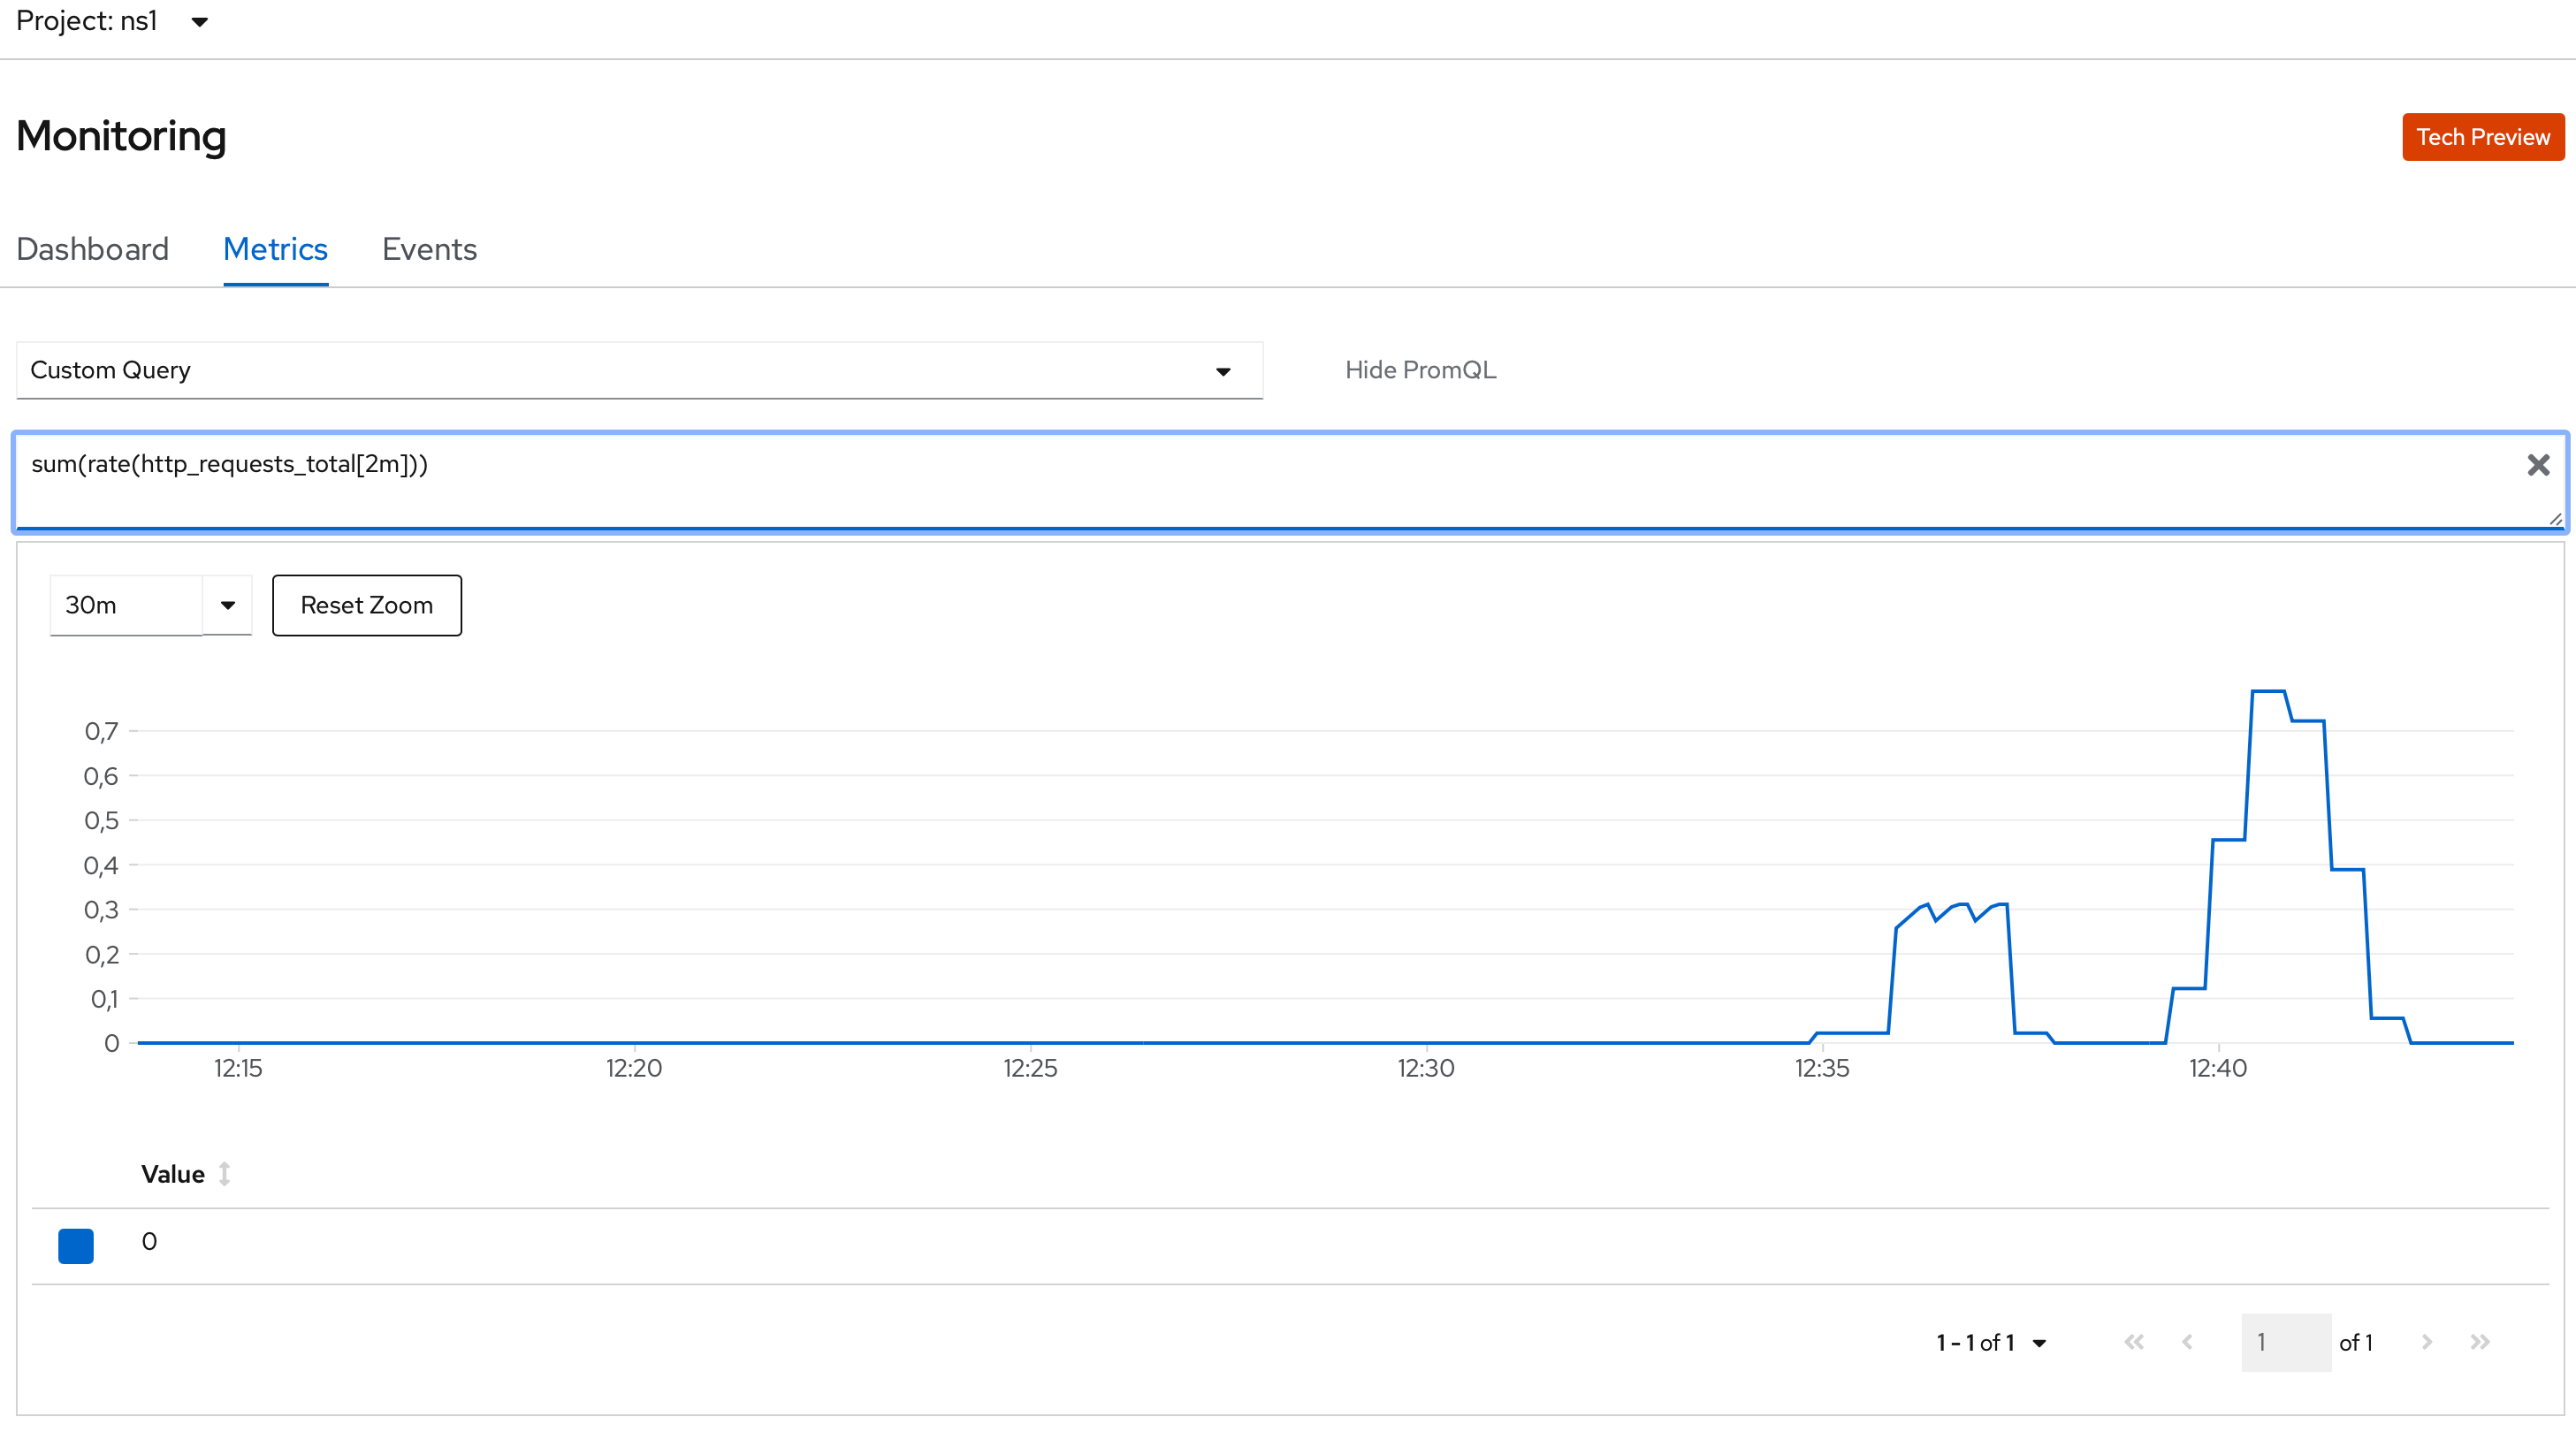 Project: ns1
Monitoring
Tech Preview
Dashboard Metrics Events
Custom Query
Hide PromQL
sum(rate(http_requests_total[2m]))
30m
Reset Zoom
0,7
0,6
0,5
0,4
0,3
0,2
0,1
0
12:15 12:20 12:25 12:30 12:35 12:40
Value
0
1 - 1 of 1
1 of 1